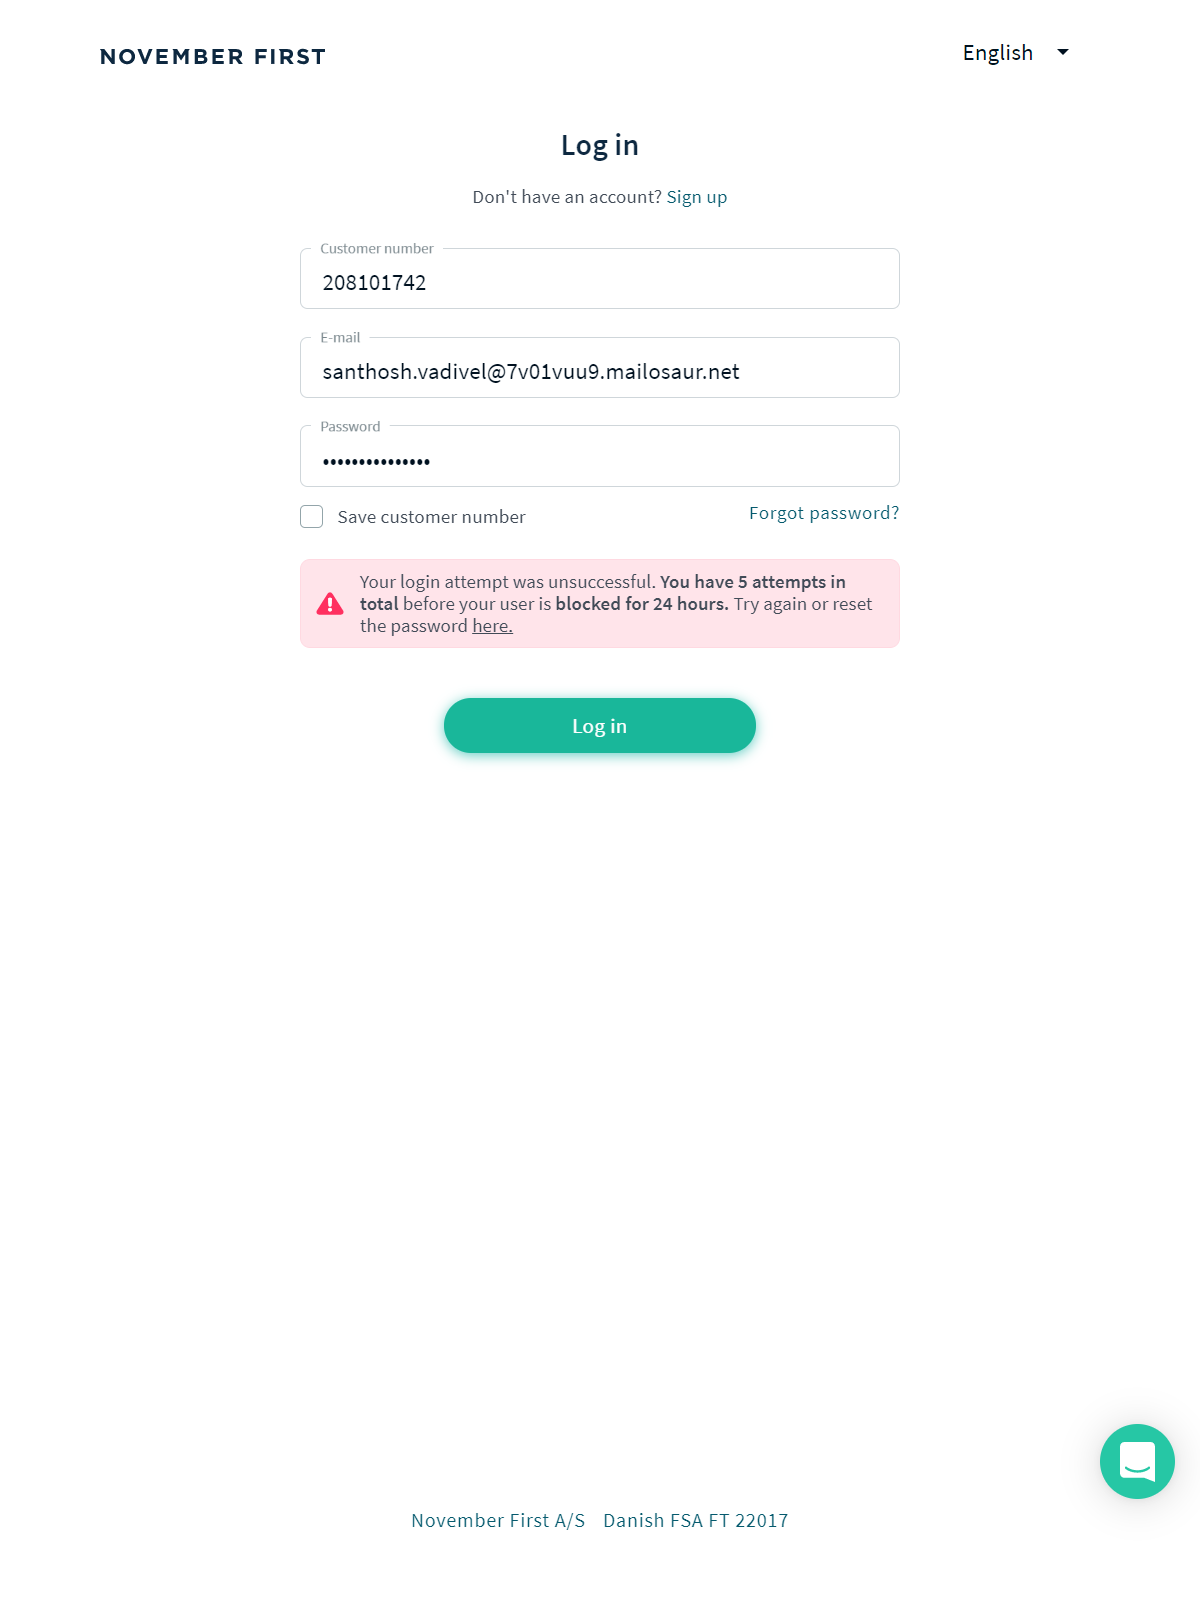 NOVEMBER FIRST
English
Log in
Don't have an account? Sign up
Customer number
208101742
E-mail
santhosh.vadivel@7v01vuu9.mailosaur.net
Password
•••••••••••••••
Save customer number
Forgot password?
Your login attempt was unsuccessful. You have 5 attempts in
total before your user is blocked for 24 hours. Try again or reset
the password here.
Log in
November First A/S Danish FSA FT 22017